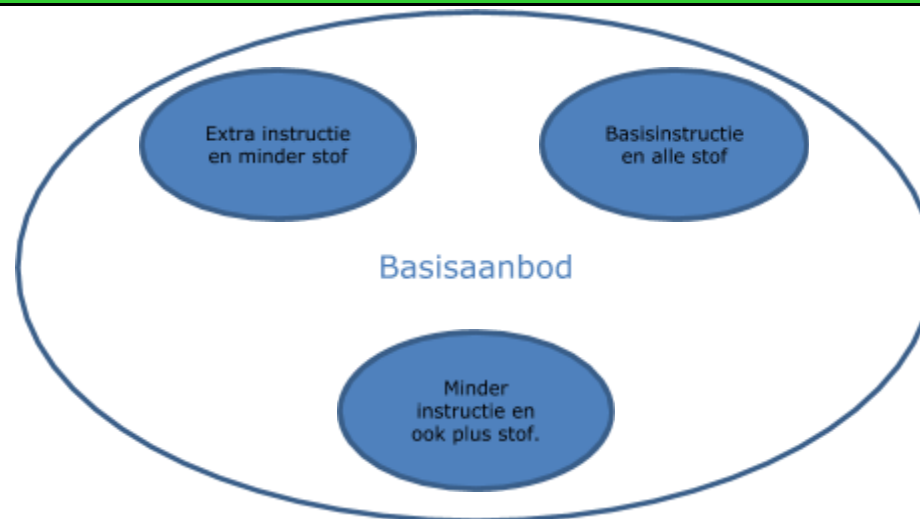 Extra instructie
en minder stof
Basisinstructie
en alle stof
Basisaanbod
Minder
instructie en
ook plus stof.